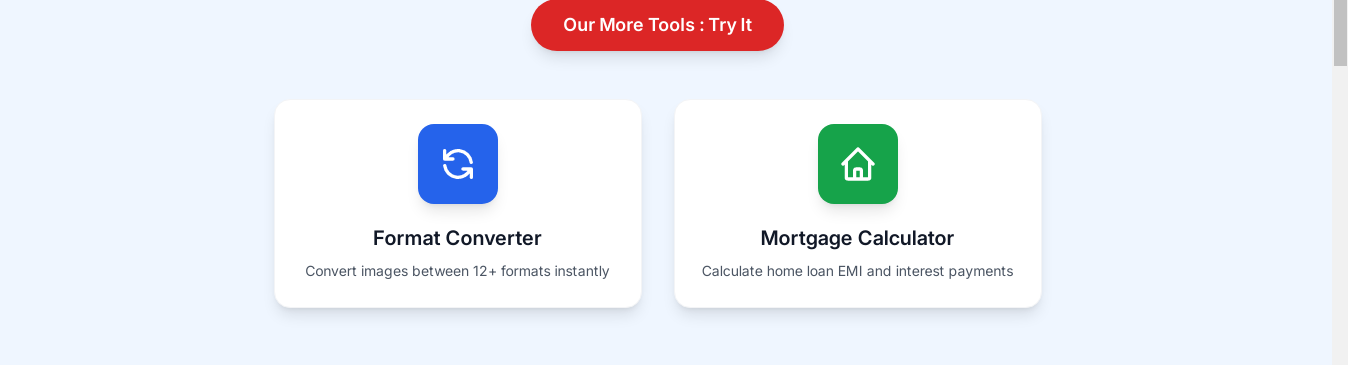 Our More Tools : Try It
Format Converter
Convert images between 12+ formats instantly
Mortgage Calculator
Calculate home loan EMI and interest payments